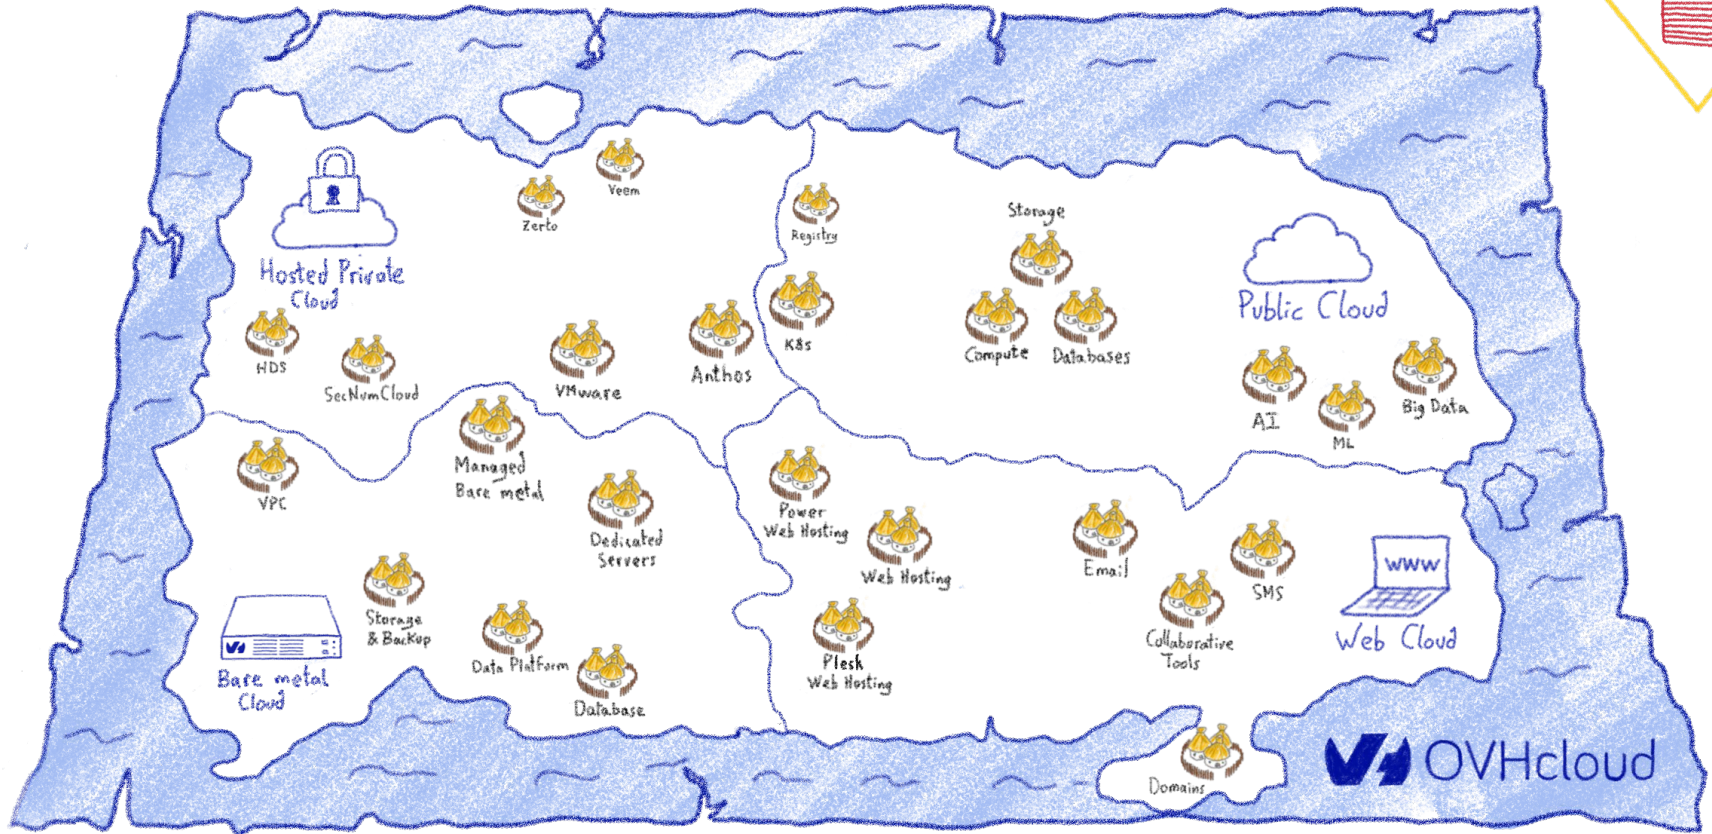 Veem
Zerto
Registry
Storage
Hosted Private
Cloud
Public Cloud
HDS
SecNumCloud
VMware
Anthos
K8s
Compute
Databases
AI
ML
Big Data
VPC
Managed
Bare metal
Dedicated
Servers
Power
Web Hosting
Web Hosting
Email
SMS
WWW
Web Cloud
Storage
& Backup
Data Platform
Database
Plesk
Web Hosting
Collaborative
Tools
Bare metal
Cloud
Domains
OVHcloud